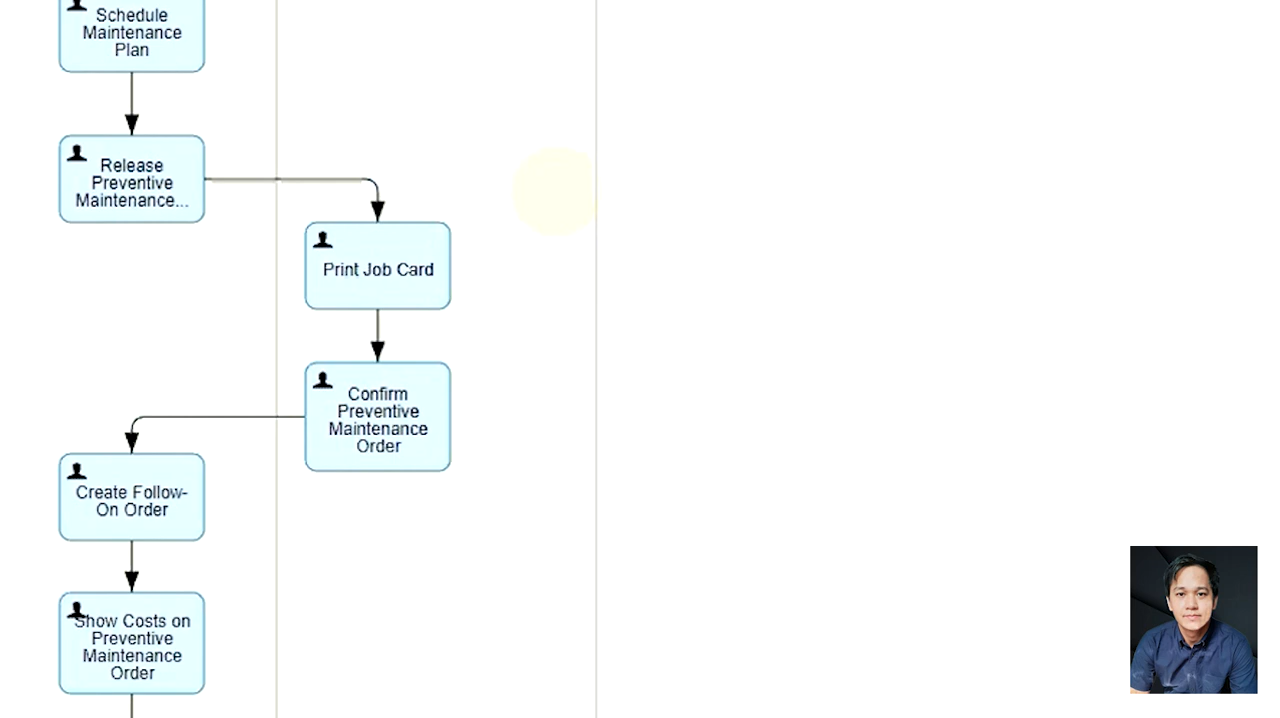 Schedule
Maintenance
Plan
Release
Preventive
Maintenance...
Print Job Card
Confirm
Preventive
Maintenance
Order
Create Follow-
On Order
Show Costs on
Preventive
Maintenance
Order